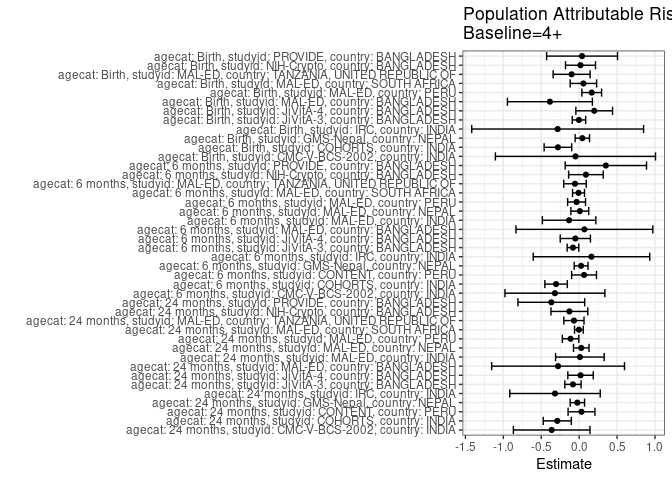 Population Attributable Ris
Baseline=4+
agecat: Birth, studyid: PROVIDE, country: BANGLADESH
agecat: Birth, studyid: NIH-Crypto, country: BANGLADESH
agecat: Birth, studyid: MAL-ED, country: TANZANIA, UNITED REPUBLIC OF
agecat: Birth, studyid: MAL-ED, country: SOUTH AFRICA
agecat: Birth, studyid: MAL-ED, country: PERU
agecat: Birth, studyid: MAL-ED, country: BANGLADESH
agecat: Birth, studyid: JiVitA-4, country: BANGLADESH
agecat: Birth, studyid: JiVitA-3, country: BANGLADESH
agecat: Birth, studyid: IRC, country: INDIA
agecat: Birth, studyid: GMS-Nepal, country: NEPAL
agecat: Birth, studyid: COHORTS, country: INDIA
agecat: Birth, studyid: CMC-V-BCS-2002, country: INDIA
agecat: 6 months, studyid: PROVIDE, country: BANGLADESH
agecat: 6 months, studyid: NIH-Crypto, country: BANGLADESH
agecat: 6 months, studyid: MAL-ED, country: TANZANIA, UNITED REPUBLIC OF
agecat: 6 months, studyid: MAL-ED, country: SOUTH AFRICA
agecat: 6 months, studyid: MAL-ED, country: PERU
agecat: 6 months, studyid: MAL-ED, country: NEPAL
agecat: 6 months, studyid: MAL-ED, country: INDIA
agecat: 6 months, studyid: MAL-ED, country: BANGLADESH
agecat: 6 months, studyid: JiVitA-4, country: BANGLADESH
agecat: 6 months, studyid: JiVitA-3, country: BANGLADESH
agecat: 6 months, studyid: IRC, country: INDIA
agecat: 6 months, studyid: GMS-Nepal, country: NEPAL
agecat: 6 months, studyid: CONTENT, country: PERU
agecat: 6 months, studyid: COHORTS, country: INDIA
agecat: 6 months, studyid: CMC-V-BCS-2002, country: INDIA
agecat: 24 months, studyid: PROVIDE, country: BANGLADESH
agecat: 24 months, studyid: NIH-Crypto, country: BANGLADESH
agecat: 24 months, studyid: MAL-ED, country: TANZANIA, UNITED REPUBLIC OF
agecat: 24 months, studyid: MAL-ED, country: SOUTH AFRICA
agecat: 24 months, studyid: MAL-ED, country: PERU
agecat: 24 months, studyid: MAL-ED, country: NEPAL
agecat: 24 months, studyid: MAL-ED, country: INDIA
agecat: 24 months, studyid: MAL-ED, country: BANGLADESH
agecat: 24 months, studyid: JiVitA-4, country: BANGLADESH
agecat: 24 months, studyid: JiVitA-3, country: BANGLADESH
agecat: 24 months, studyid: IRC, country: INDIA
agecat: 24 months, studyid: GMS-Nepal, country: NEPAL
agecat: 24 months, studyid: CONTENT, country: PERU
agecat: 24 months, studyid: COHORTS, country: INDIA
agecat: 24 months, studyid: CMC-V-BCS-2002, country: INDIA
-1.5 -1.0 -0.5 0.0 0.5 1.0
Estimate